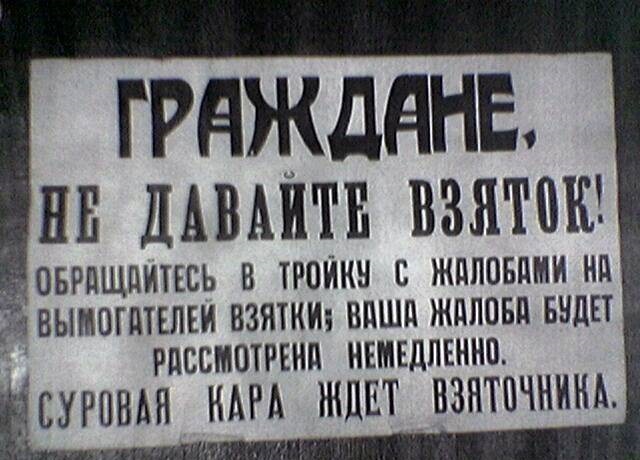 ГРАЖДАНЕ,
НЕ ДАВАЙТЕ ВЗЯТОК!
ОБРАЩАЙТЕСЬ В ТРОЙКУ С ЖАЛОБАМИ НА
ВЫМОГАТЕЛЕЙ ВЗЯТКИ; ВАША ЖАЛОБА БУДЕТ
РАССМОТРЕНА НЕМЕДЛЕННО.
СУРОВАЯ КАРА ЖДЕТ ВЗЯТОЧНИКА.